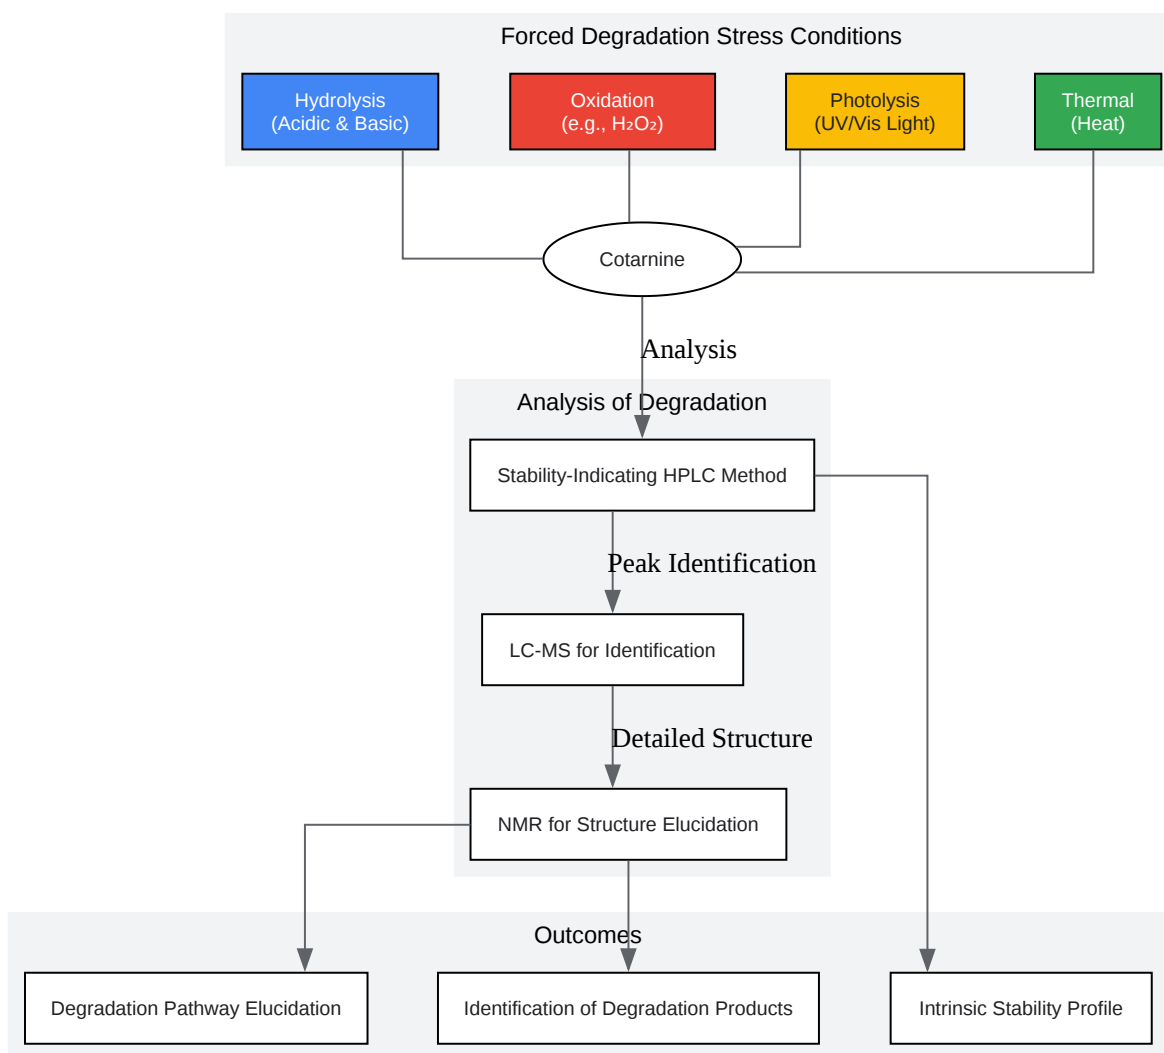 Forced Degradation Stress Conditions
Hydrolysis
(Acidic & Basic)
Oxidation
(e.g., H₂O₂)
Photolysis
(UV/Vis Light)
Thermal
(Heat)
Cotarnine
Analysis
Analysis of Degradation
Stability-Indicating HPLC Method
Peak Identification
LC-MS for Identification
Detailed Structure
NMR for Structure Elucidation
Outcomes
Degradation Pathway Elucidation
Identification of Degradation Products
Intrinsic Stability Profile